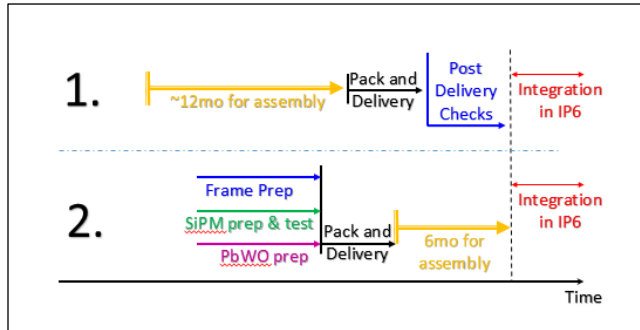 1.
~12mo for assembly
Pack and
Delivery
Post
Delivery
Checks
Integration
in IP6
2.
Frame Prep
SiPM prep & test
PbWO prep
Pack and
Delivery
6mo for
assembly
Integration
in IP6
Time